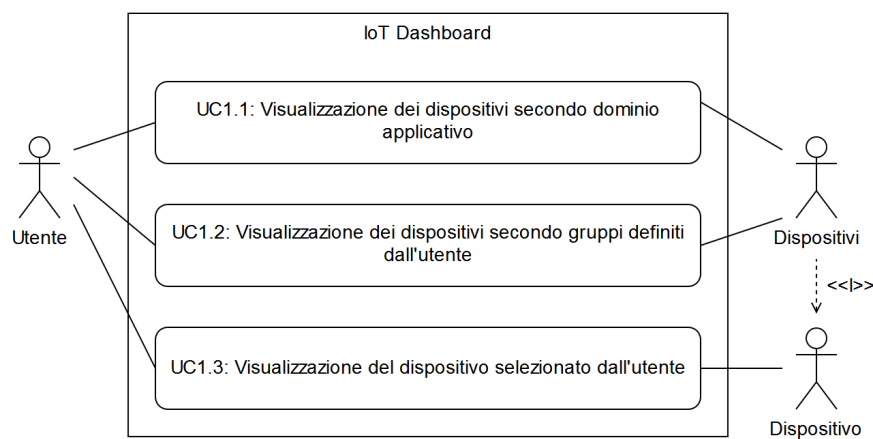 IoT Dashboard
UC1.1: Visualizzazione dei dispositivi secondo dominio
applicativo
Utente
UC1.2: Visualizzazione dei dispositivi secondo gruppi definiti
dall'utente
Dispositivi
<<I>>
UC1.3: Visualizzazione del dispositivo selezionato dall'utente
Dispositivo